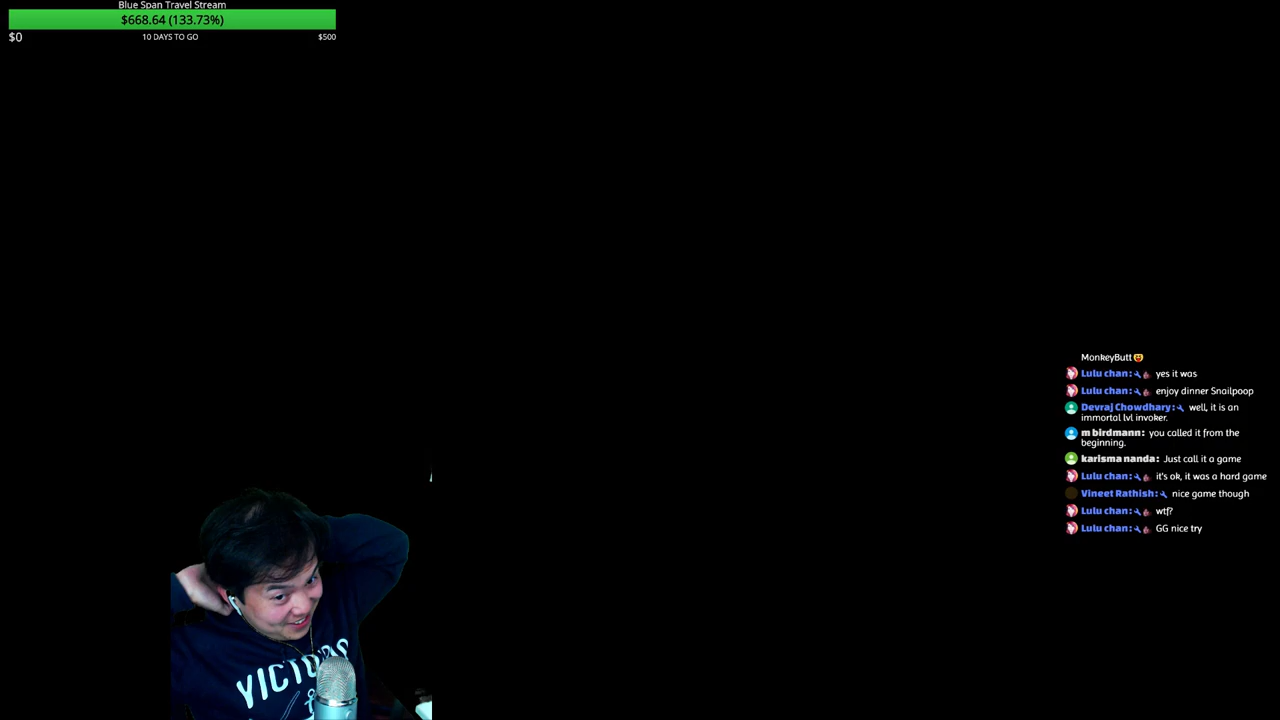 Blue Span Travel Stream
$668.64 (133.73%)
$0 10 DAYS TO GO $500
MonkeyButt
Lulu chan: yes it was
Lulu chan: enjoy dinner Snailpoop
Devraj Chowdhary: well, it is an
immortal lvl invoker.
m birdmann: you called it from the
beginning.
karisma nanda: Just call it a game
Lulu chan: it's ok, it was a hard game
Vineet Rathish: nice game though
Lulu chan: wtf?
Lulu chan: GG nice try